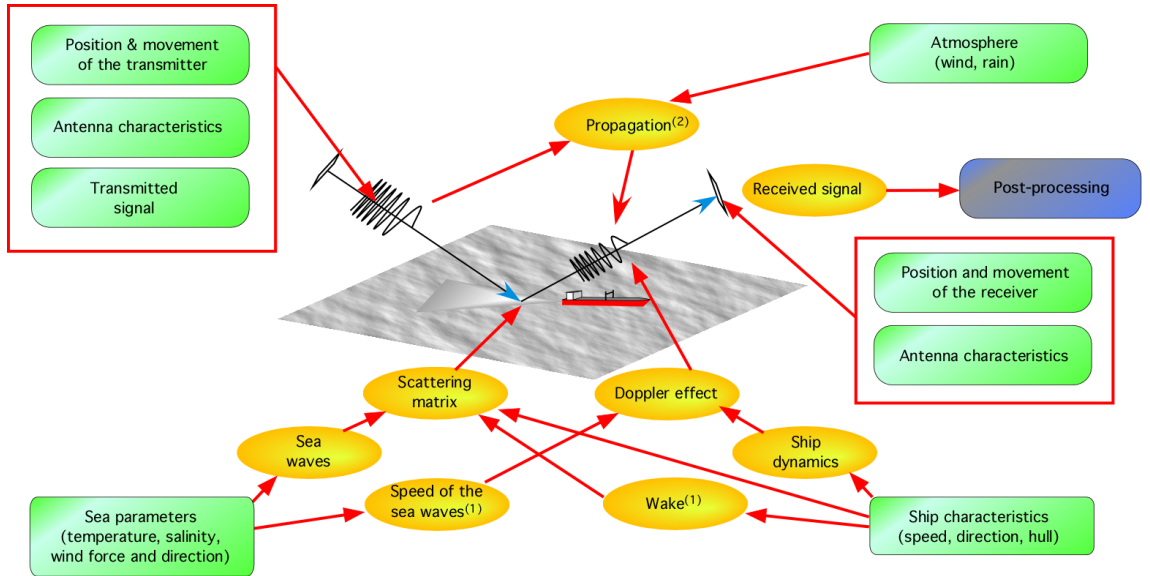 Position & movement
of the transmitter
Antenna characteristics
Transmitted
signal
Atmosphere
(wind, rain)
Propagation(2)
Received signal
Post-processing
Position and movement
of the receiver
Antenna characteristics
Scattering
matrix
Doppler effect
Sea
waves
Ship
dynamics
Speed of the
sea waves(1)
Wake(1)
Sea parameters
(temperature, salinity,
wind force and direction)
Ship characteristics
(speed, direction, hull)